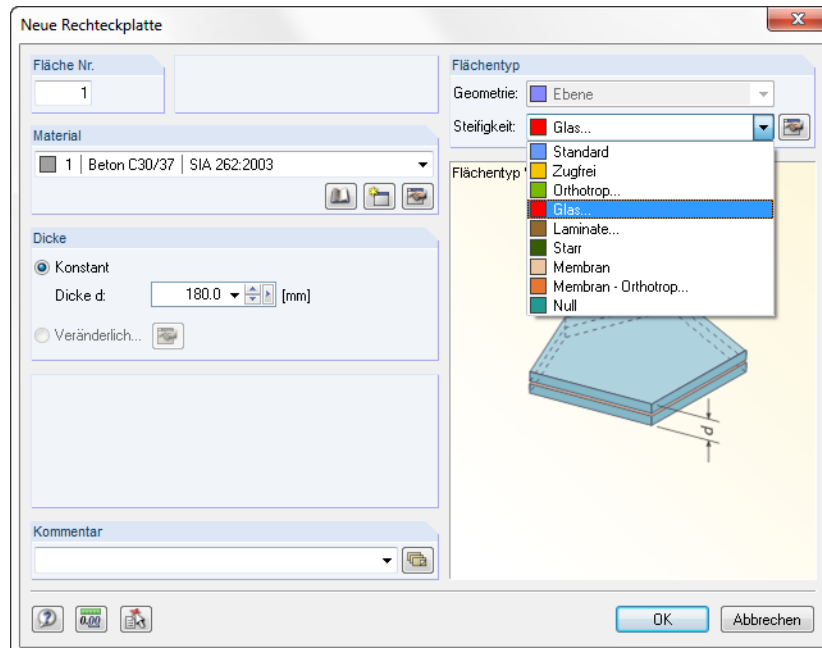 Neue Rechteckplatte
Fläche Nr.
1
Material
1 Beton C30/37 SIA 262:2003
Dicke
Konstant
Dicke d: 180.0 [mm]
Veränderlich...
Kommentar
Flächentyp
Geometrie: Ebene
Steifigkeit: Glas...
Flächentyp '
Standard
Zugfrei
Orthotrop...
Glas...
Laminate...
Starr
Membran
Membran - Orthotrop...
Null
d
0.00
OK
Abbrechen